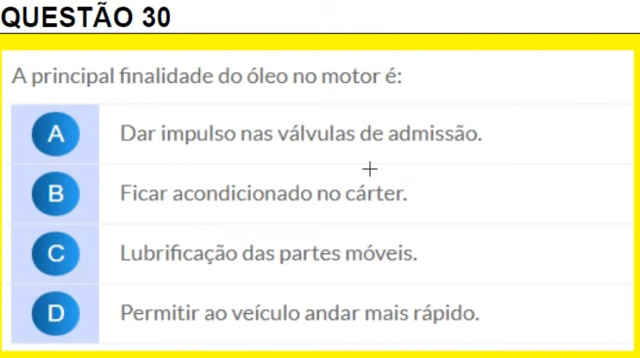 QUESTÃO 30
A principal finalidade do óleo no motor é:
A Dar impulso nas válvulas de admissão.
B Ficar acondicionado no cárter.
C Lubrificação das partes móveis.
D Permitir ao veículo andar mais rápido.